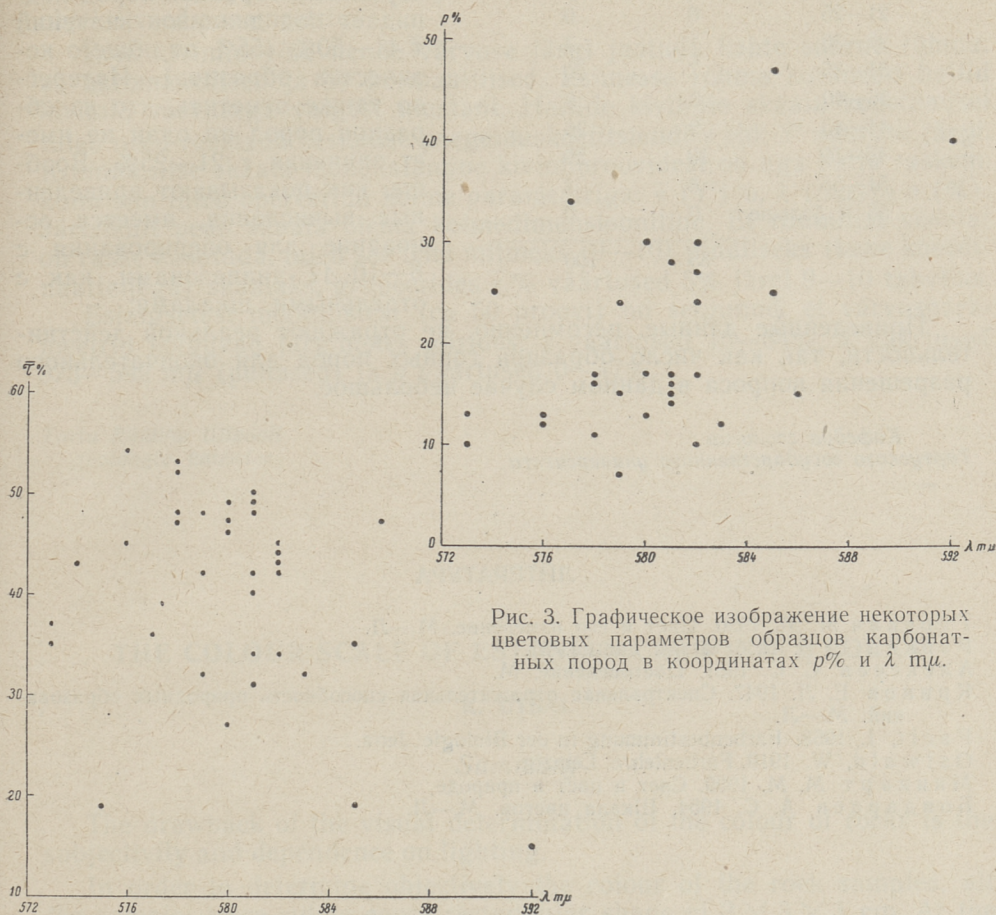 p%
50
40
30
20
10
0
572 576 580 584 588 592 λ mμ
Рис. 3. Графическое изображение некоторых
цветовых параметров образцов карбонат-
ных пород в координатах p% и λ mμ.
τ̅%
60
50
40
30
20
10
572 576 580 584 588 592 λ mμ